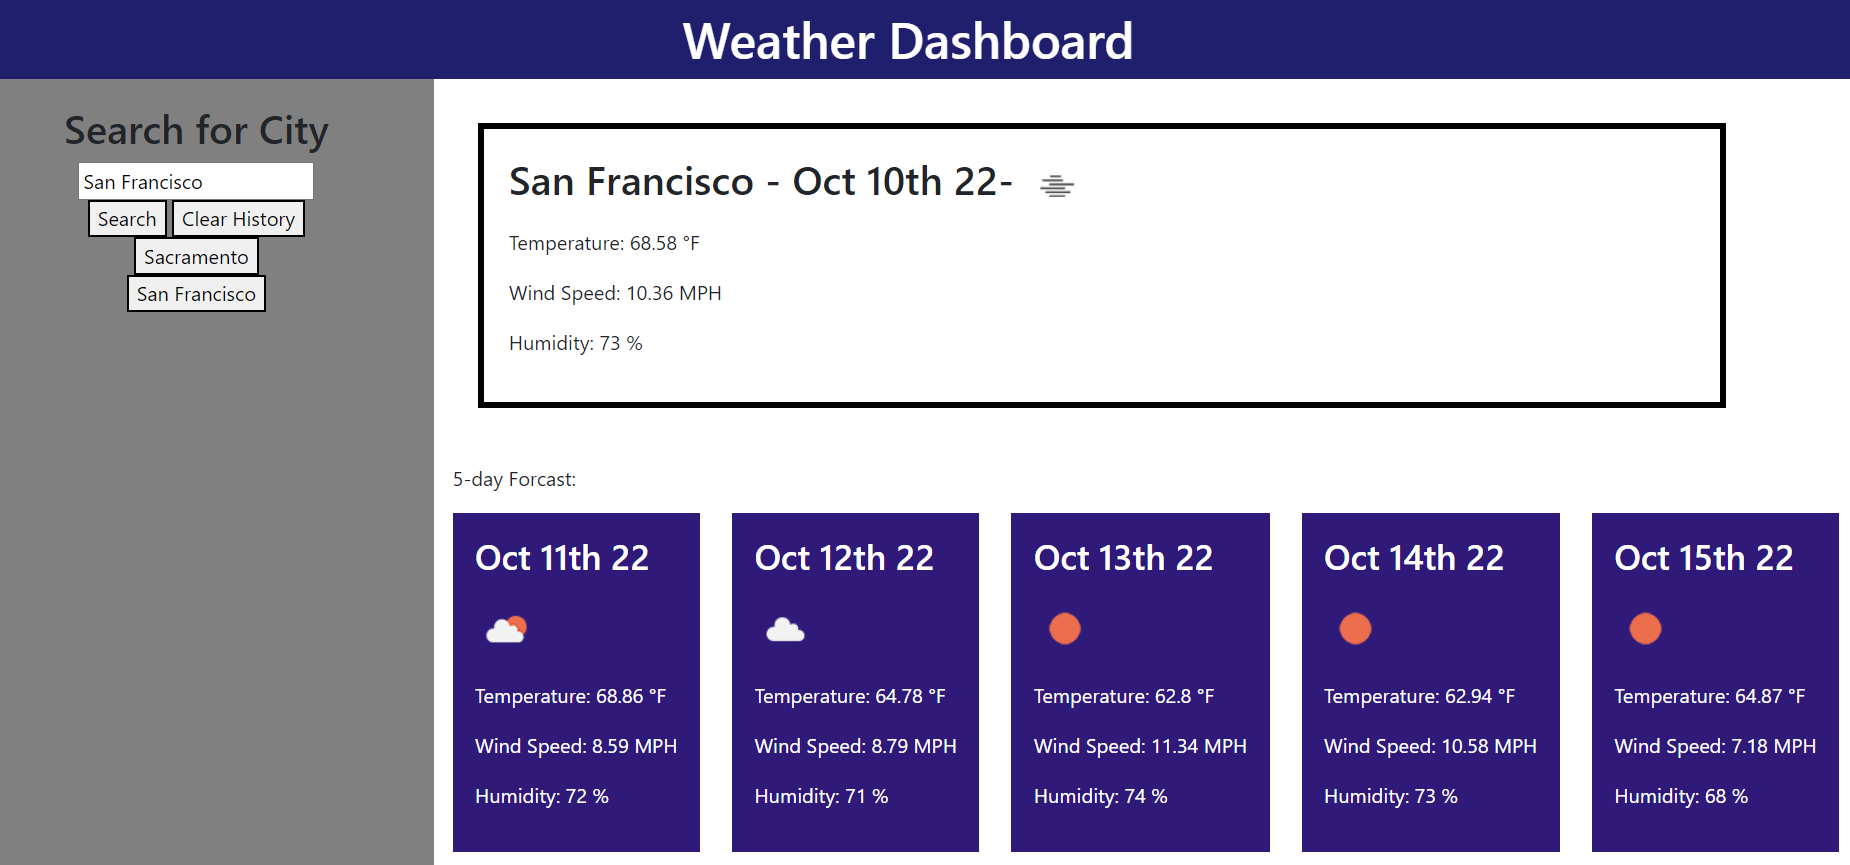 Weather Dashboard
Search for City
San Francisco
Search Clear History
Sacramento
San Francisco
San Francisco - Oct 10th 22-
Temperature: 68.58 °F
Wind Speed: 10.36 MPH
Humidity: 73 %
5-day Forcast:
Oct 11th 22
Temperature: 68.86 °F
Wind Speed: 8.59 MPH
Humidity: 72 %
Oct 12th 22
Temperature: 64.78 °F
Wind Speed: 8.79 MPH
Humidity: 71 %
Oct 13th 22
Temperature: 62.8 °F
Wind Speed: 11.34 MPH
Humidity: 74 %
Oct 14th 22
Temperature: 62.94 °F
Wind Speed: 10.58 MPH
Humidity: 73 %
Oct 15th 22
Temperature: 64.87 °F
Wind Speed: 7.18 MPH
Humidity: 68 %